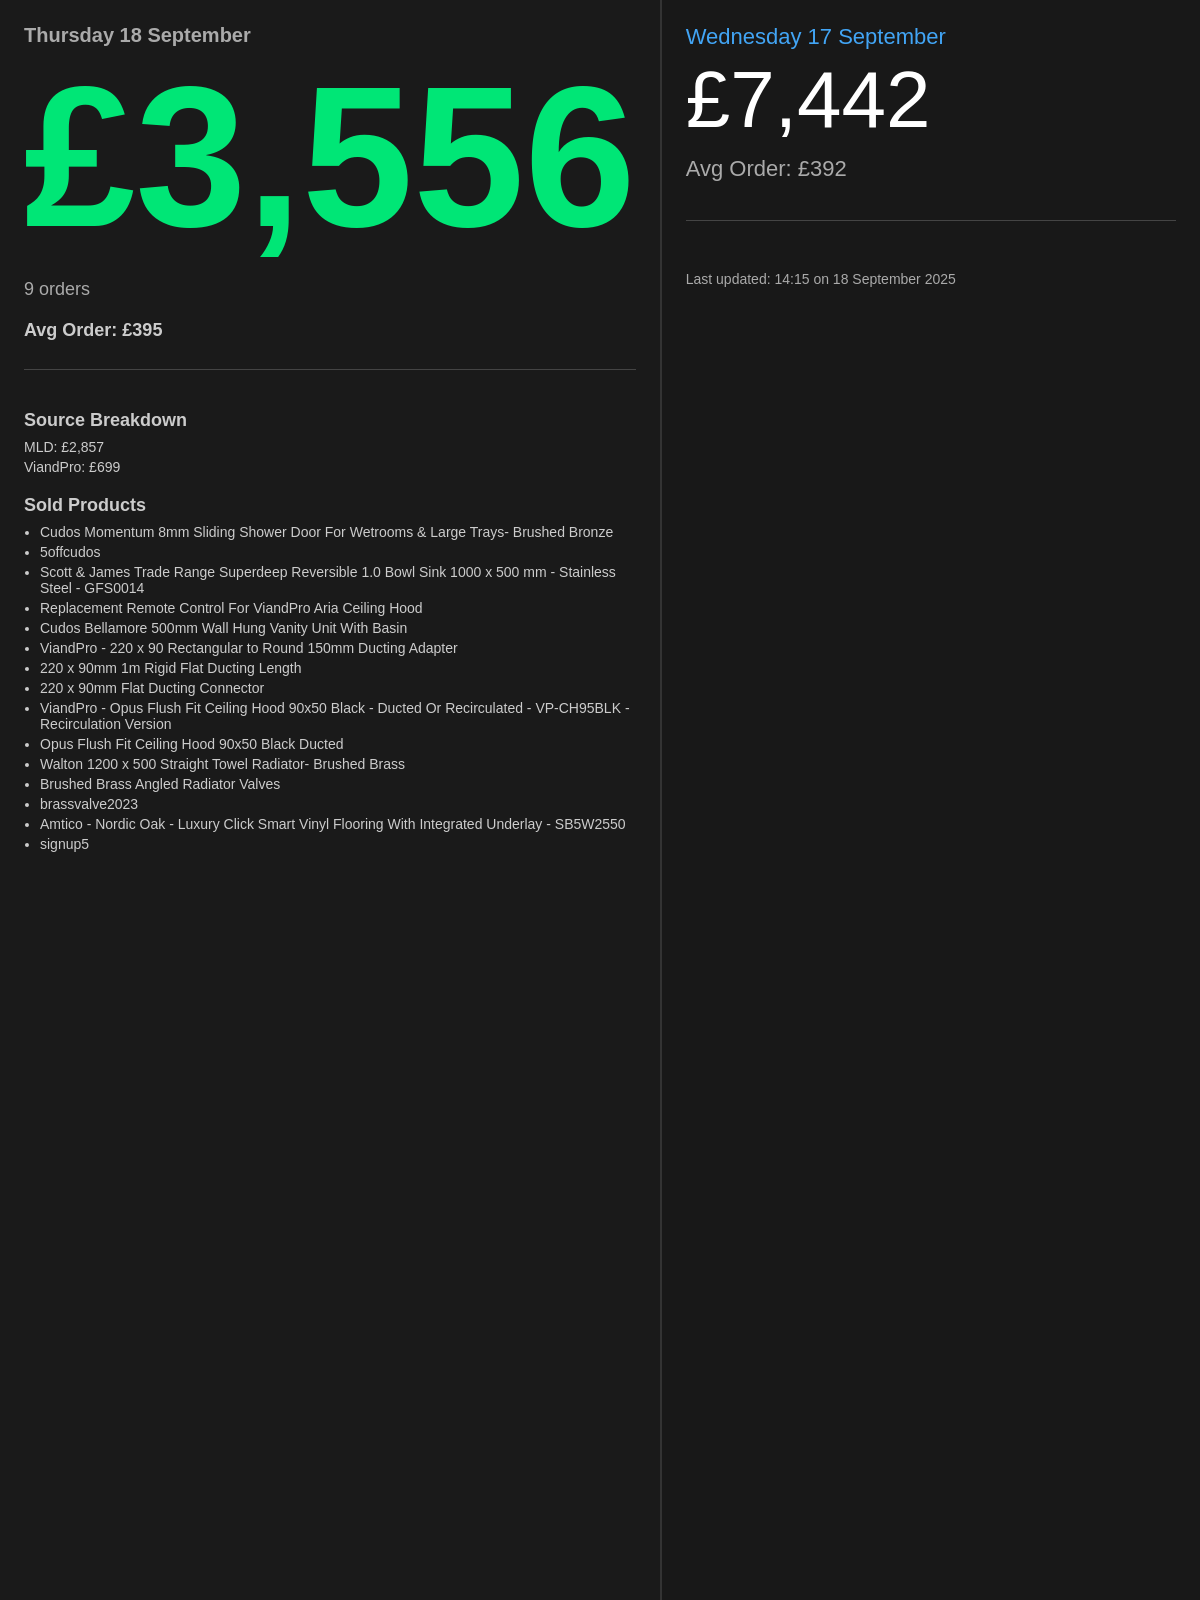 Thursday 18 September
£3,556
9 orders
Avg Order: £395
Source Breakdown
MLD: £2,857
ViandPro: £699
Sold Products
• Cudos Momentum 8mm Sliding Shower Door For Wetrooms & Large Trays- Brushed Bronze
• 5offcudos
• Scott & James Trade Range Superdeep Reversible 1.0 Bowl Sink 1000 x 500 mm - Stainless
Steel - GFS0014
• Replacement Remote Control For ViandPro Aria Ceiling Hood
• Cudos Bellamore 500mm Wall Hung Vanity Unit With Basin
• ViandPro - 220 x 90 Rectangular to Round 150mm Ducting Adapter
• 220 x 90mm 1m Rigid Flat Ducting Length
• 220 x 90mm Flat Ducting Connector
• ViandPro - Opus Flush Fit Ceiling Hood 90x50 Black - Ducted Or Recirculated - VP-CH95BLK -
Recirculation Version
• Opus Flush Fit Ceiling Hood 90x50 Black Ducted
• Walton 1200 x 500 Straight Towel Radiator- Brushed Brass
• Brushed Brass Angled Radiator Valves
• brassvalve2023
• Amtico - Nordic Oak - Luxury Click Smart Vinyl Flooring With Integrated Underlay - SB5W2550
• signup5
Wednesday 17 September
£7,442
Avg Order: £392
Last updated: 14:15 on 18 September 2025